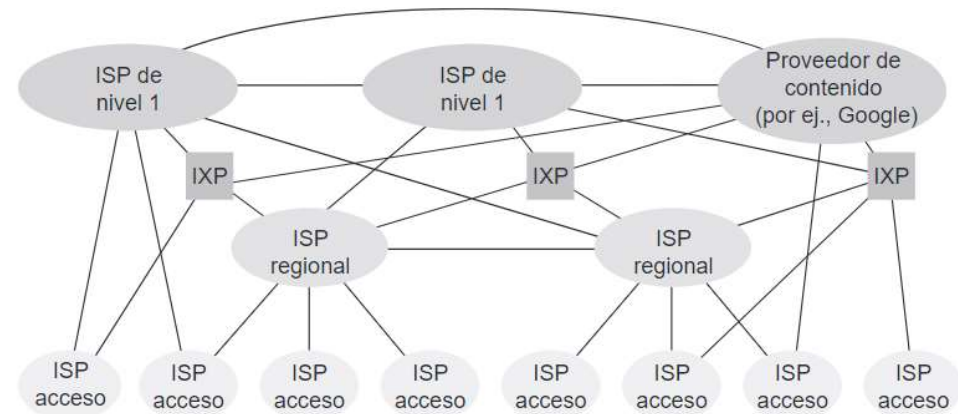 ISP de
nivel 1
ISP de
nivel 1
Proveedor de
contenido
(por ej., Google)
IXP
IXP
IXP
ISP
regional
ISP
regional
ISP
acceso
ISP
acceso
ISP
acceso
ISP
acceso
ISP
acceso
ISP
acceso
ISP
acceso
ISP
acceso